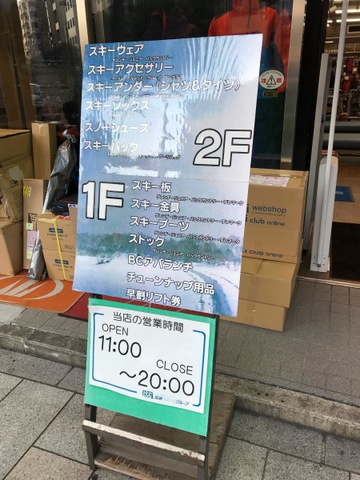 スキーウェア
スキーアクセサリー
スキーアンダー(シャツ&タイツ)
スキーソックス
スノーシューズ
スキーパック
2F
1F
スキー板
スキー金具
スキーブーツ
ストック
BCアバランチ
チューンナップ用品
早割リフト券
webshop
club online
当店の営業時間
OPEN
11:00
CLOSE
～20:00